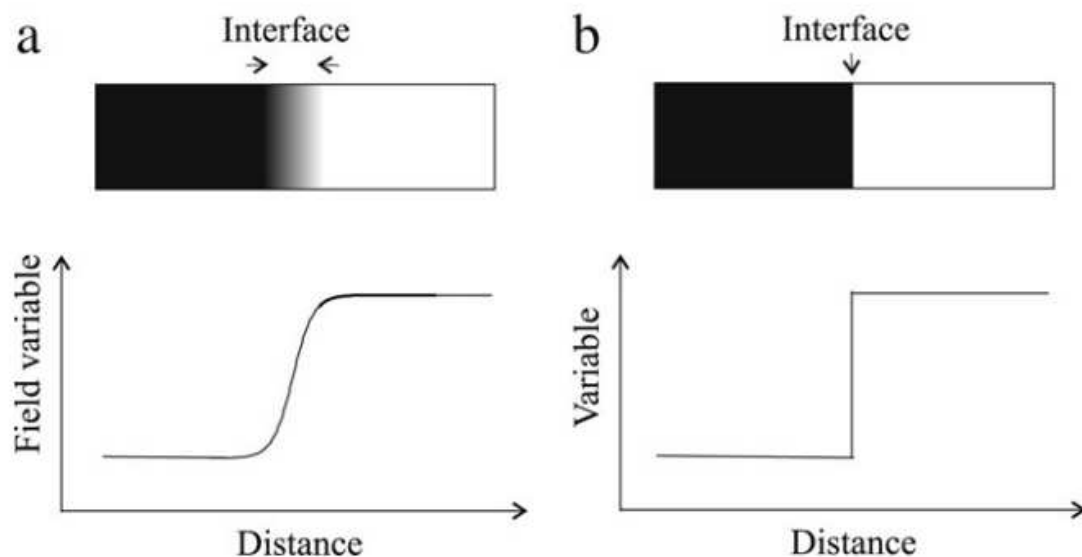 a
Interface
Field variable
Distance
b
Interface
Variable
Distance